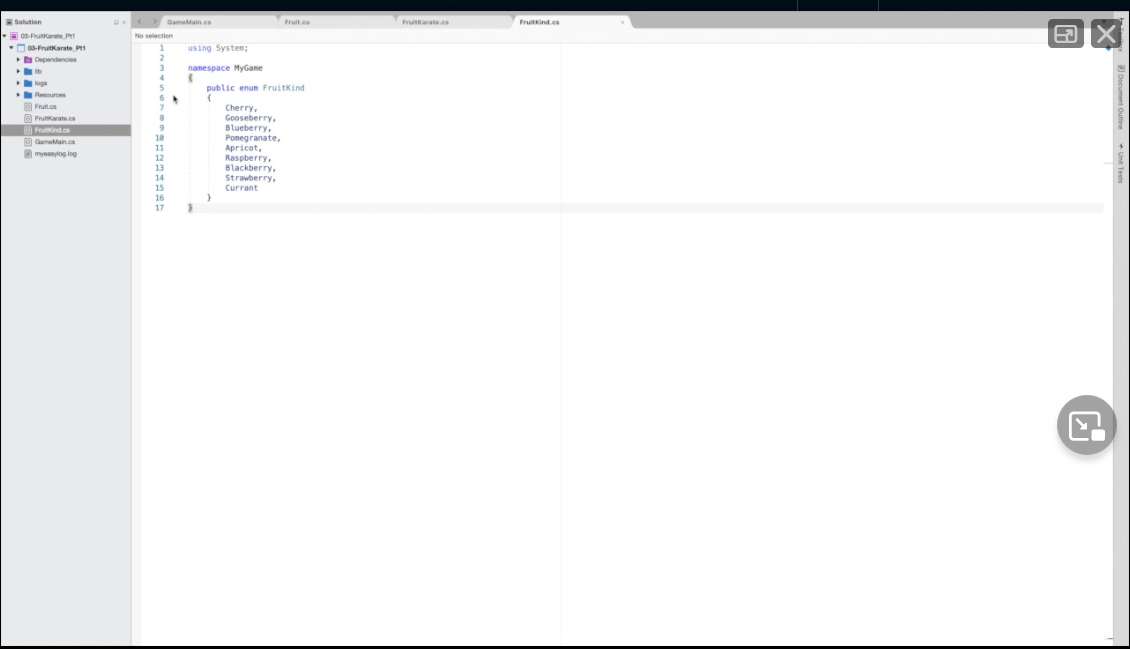 Solution
03-FruitKarate_Pt1
03-FruitKarate_Pt1
Dependencies
lib
logs
Resources
Fruit.cs
FruitKarate.cs
FruitKind.cs
GameMain.cs
myeasylog.log
GameMain.cs
Fruit.cs
FruitKarate.cs
FruitKind.cs
No selection
1 using System;
2
3 namespace MyGame
4 {
5 public enum FruitKind
6 {
7 Cherry,
8 Gooseberry,
9 Blueberry,
10 Pomegranate,
11 Apricot,
12 Raspberry,
13 Blackberry,
14 Strawberry,
15 Currant
16 }
17 }
Document Outline
Unit Tests